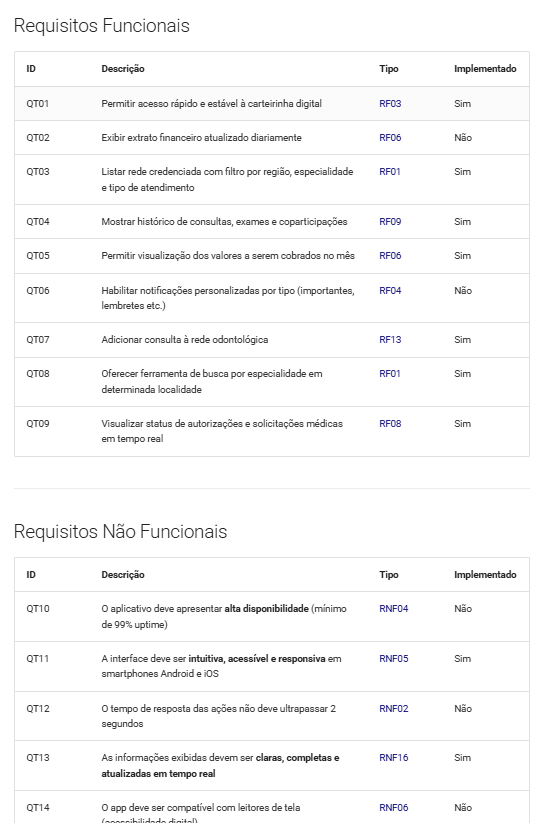 Requisitos Funcionais
ID Descrição Tipo Implementado
QT01 Permitir acesso rápido e estável à carteirinha digital RF03 Sim
QT02 Exibir extrato financeiro atualizado diariamente RF06 Não
QT03 Listar rede credenciada com filtro por região, especialidade RF01 Sim
e tipo de atendimento
QT04 Mostrar histórico de consultas, exames e coparticipações RF09 Sim
QT05 Permitir visualização dos valores a serem cobrados no mês RF06 Sim
QT06 Habilitar notificações personalizadas por tipo (importantes, RF04 Não
lembretes etc.)
QT07 Adicionar consulta à rede odontológica RF13 Sim
QT08 Oferecer ferramenta de busca por especialidade em RF01 Sim
determinada localidade
QT09 Visualizar status de autorizações e solicitações médicas RF08 Sim
em tempo real
Requisitos Não Funcionais
ID Descrição Tipo Implementado
QT10 O aplicativo deve apresentar alta disponibilidade (mínimo RNF04 Não
de 99% uptime)
QT11 A interface deve ser intuitiva, acessível e responsiva em RNF05 Sim
smartphones Android e iOS
QT12 O tempo de resposta das ações não deve ultrapassar 2 RNF02 Não
segundos
QT13 As informações exibidas devem ser claras, completas e RNF16 Sim
atualizadas em tempo real
QT14 O app deve ser compatível com leitores de tela RNF06 Não
(acessibilidade digital)